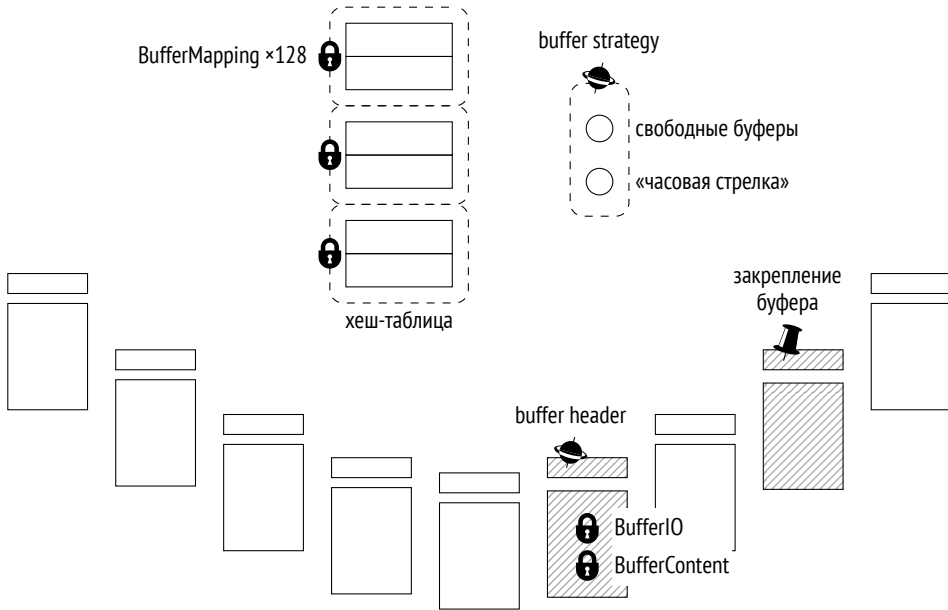 BufferMapping ×128
buffer strategy
свободные буферы
«часовая стрелка»
хеш-таблица
закрепление
буфера
buffer header
BufferIO
BufferContent